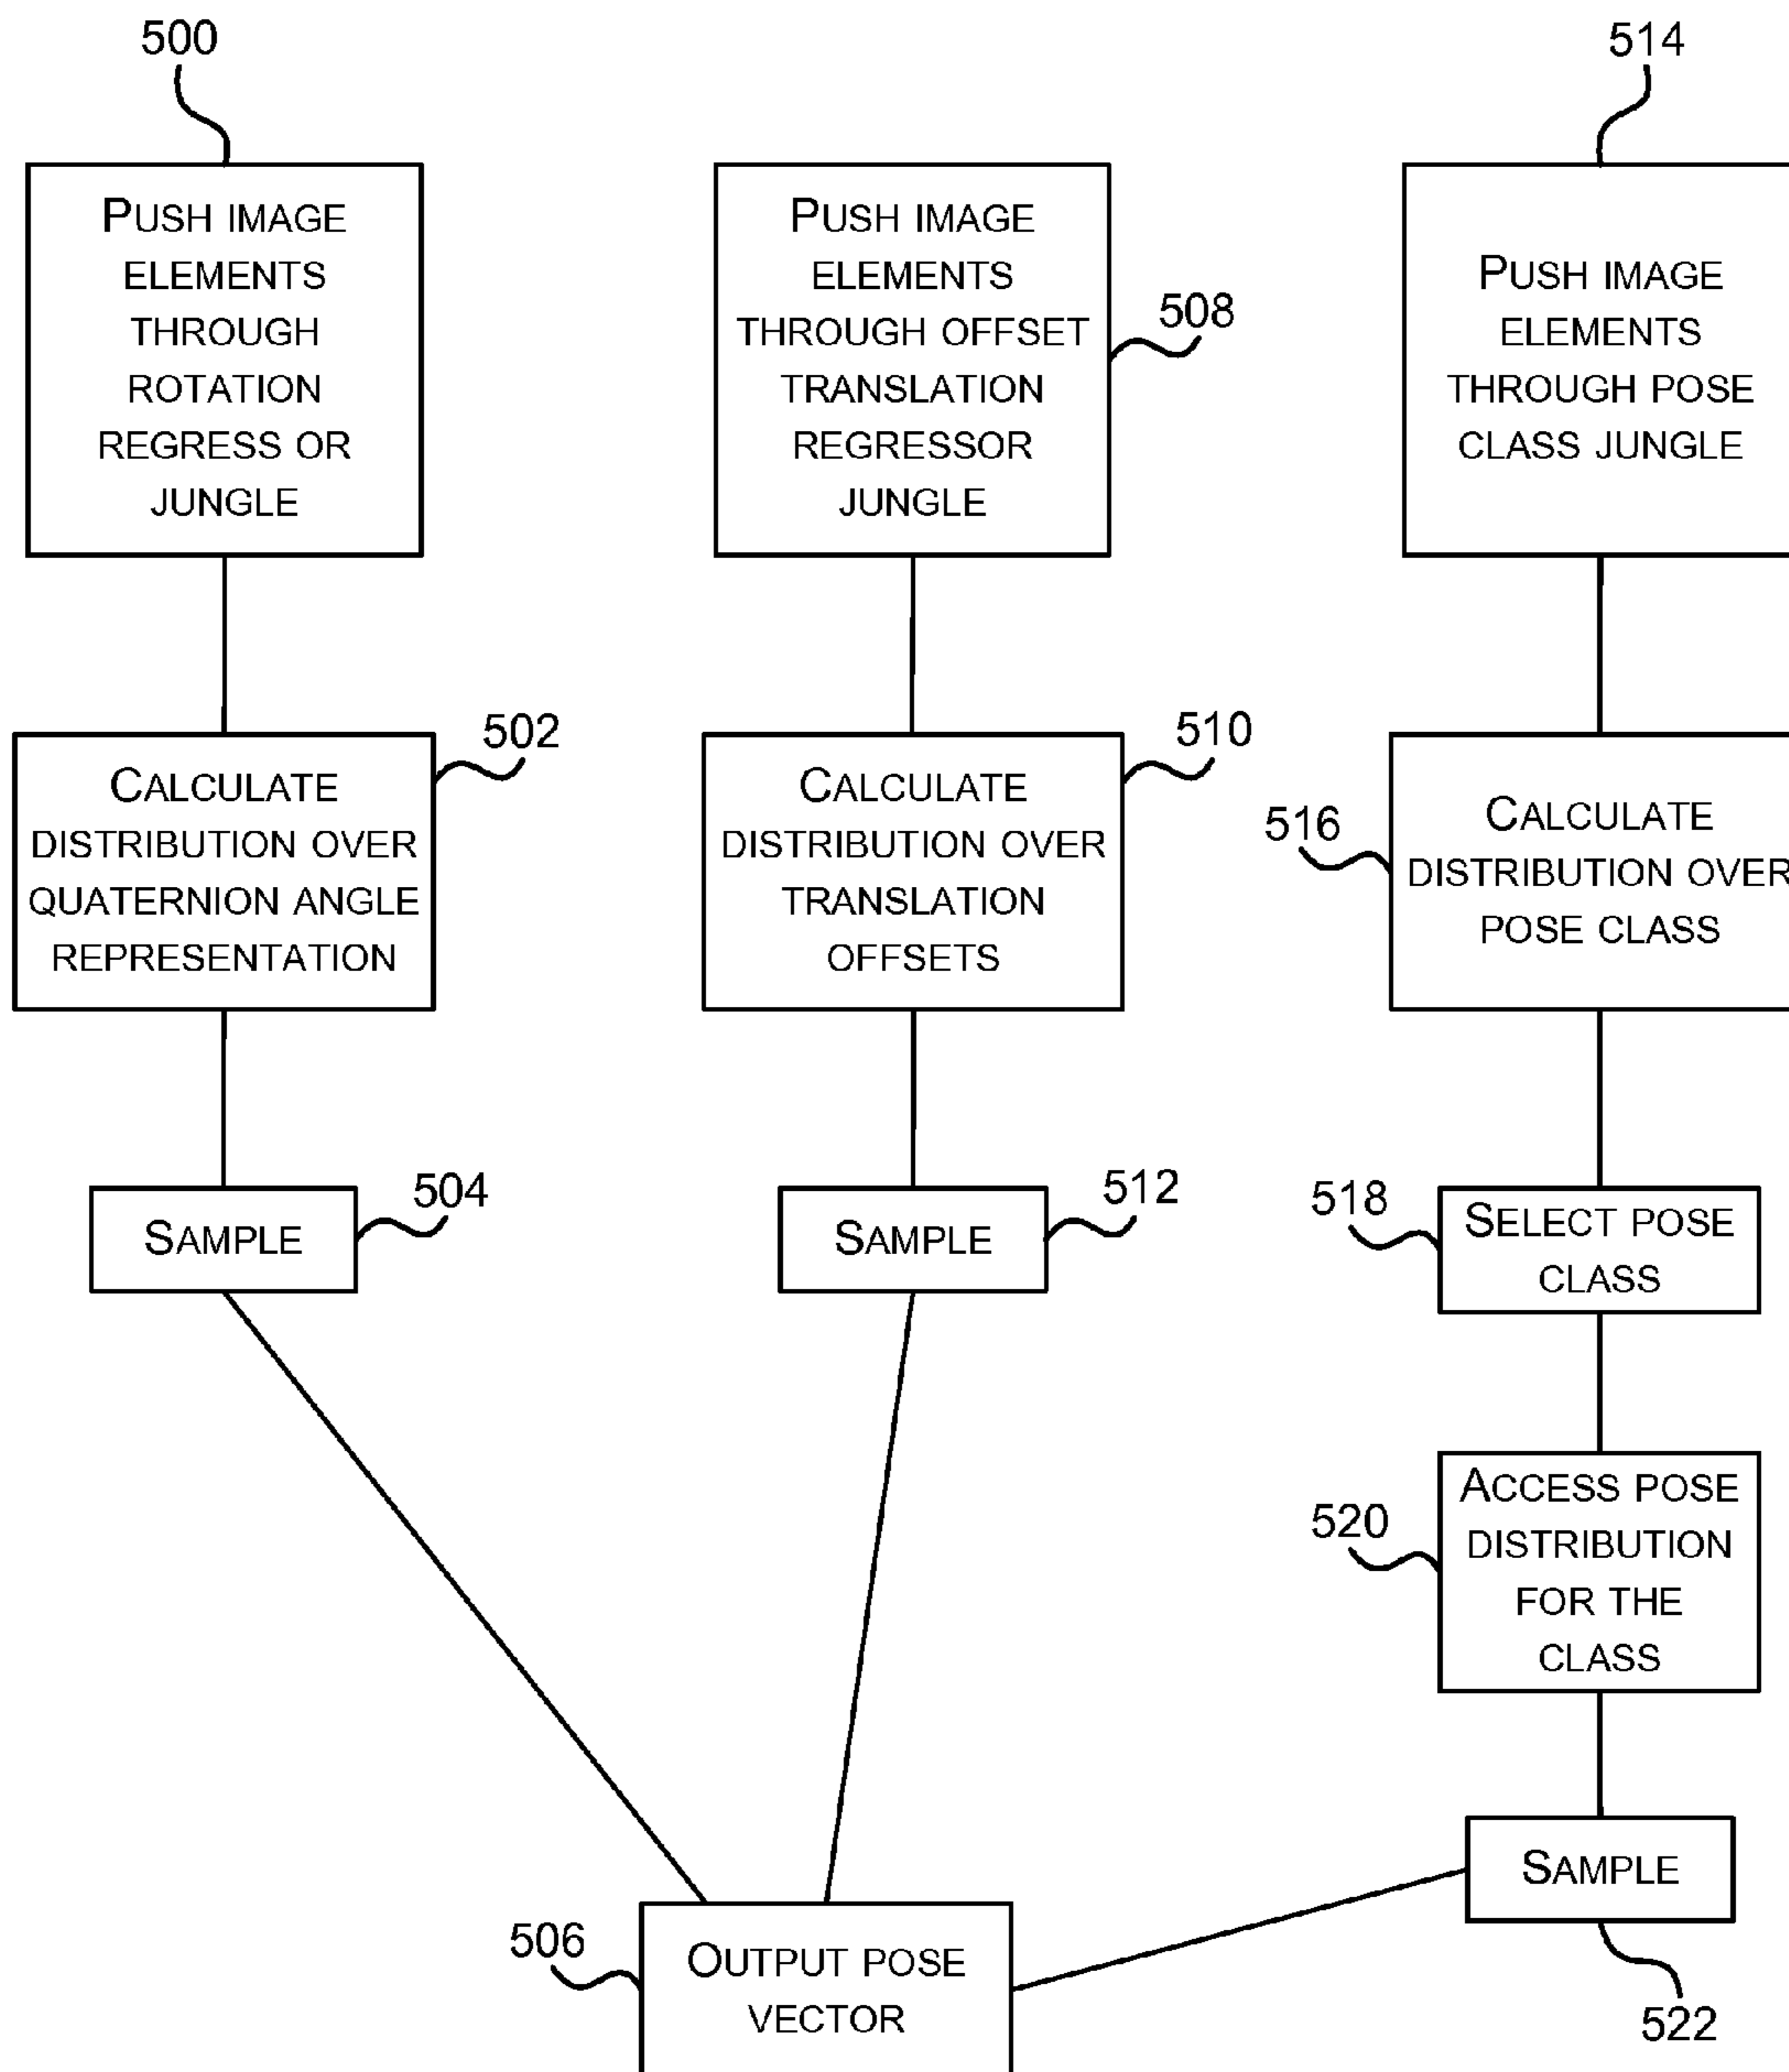 500
PUSH IMAGE
ELEMENTS
THROUGH
ROTATION
REGRESS OR
JUNGLE
502
CALCULATE
DISTRIBUTION OVER
QUATERNION ANGLE
REPRESENTATION
504
SAMPLE
508
PUSH IMAGE
ELEMENTS
THROUGH OFFSET
TRANSLATION
REGRESSOR
JUNGLE
510
CALCULATE
DISTRIBUTION OVER
TRANSLATION
OFFSETS
512
SAMPLE
514
PUSH IMAGE
ELEMENTS
THROUGH POSE
CLASS JUNGLE
516
CALCULATE
DISTRIBUTION OVER
POSE CLASS
518
SELECT POSE
CLASS
520
ACCESS POSE
DISTRIBUTION
FOR THE
CLASS
SAMPLE
522
506
OUTPUT POSE
VECTOR